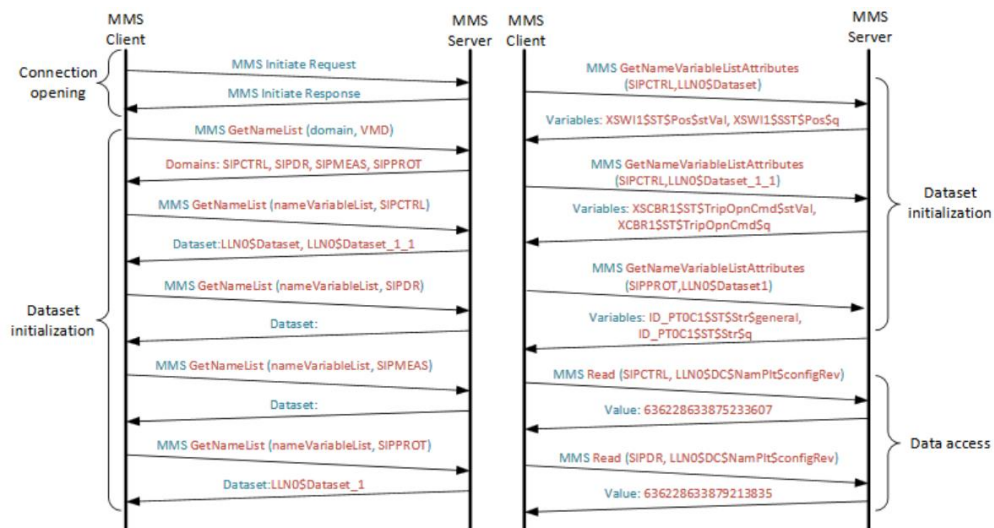 MMS
Client
MMS
Server
Connection
opening
MMS Initiate Request
MMS Initiate Response
Dataset
initialization
MMS GetNameList (domain, VMD)
Domains: SIPCTRL, SIPDR, SIPMEAS, SIPPROT
MMS GetNameList (nameVariableList, SIPCTRL)
Dataset:LLN0$Dataset, LLN0$Dataset_1_1
MMS GetNameList (nameVariableList, SIPDR)
Dataset:
MMS GetNameList (nameVariableList, SIPMEAS)
Dataset:
MMS GetNameList (nameVariableList, SIPPROT)
Dataset:LLN0$Dataset_1
MMS
Client
MMS
Server
MMS GetNameVariableListAttributes
(SIPCTRL,LLN0$Dataset)
Variables: XSWI1$ST$Pos$stVal, XSWI1$SST$Pos$q
MMS GetNameVariableListAttributes
(SIPCTRL,LLN0$Dataset_1_1)
Variables: XSCBR1$ST$TripOpnCmd$stVal,
XCBR1$ST$TripOpnCmd$q
MMS GetNameVariableListAttributes
(SIPPROT,LLN0$Dataset1)
Variables: ID_PT0C1$ST$Str$general,
ID_PT0C1$ST$Str$q
Dataset
initialization
MMS Read (SIPCTRL, LLN0$DC$NamPlt$configRev)
Value: 636228633875233607
MMS Read (SIPDR, LLN0$DC$NamPlt$configRev)
Value: 636228633879213835
Data access